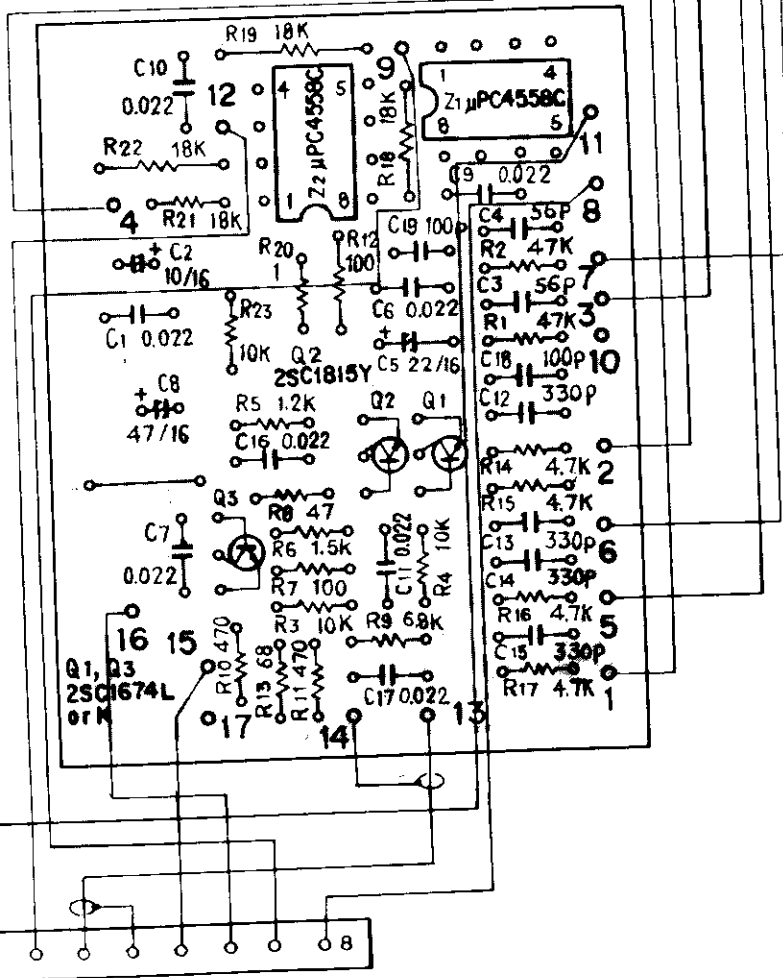 R19 18K
C10
0.022
12
4 5
Z2 µPC4558C
1 8
9
18K
R18
1 4
Z1 µPC4558C
8 5
11
R22 18K
4
R21 18K
C9 0.022
8
C4 56P
R2 47K
7
C3 56P
3
R1 47K
10
C18 100P
C12 330P
C2
10/16
C1 0.022
R20
1
R12
100
C19 100P
C6 0.022
C5 22/16
R23
10K
Q2
2SC1815Y
C8
47/16
R5 1.2K
C16 0.022
Q2 Q1
R14 4.7K
2
R15 4.7K
Q3
R8 47
C7
0.022
R6 1.5K
R7 100
R3 10K
C11 0.022
R4 10K
C13 330P
6
C14 330P
R16 4.7K
5
C15 330P
R17 4.7K
1
16 15
Q1, Q3
2SC1674L
or K
R10 470
R13 68
R11 470
R9 6.8K
C17 0.022
17 14 13
8